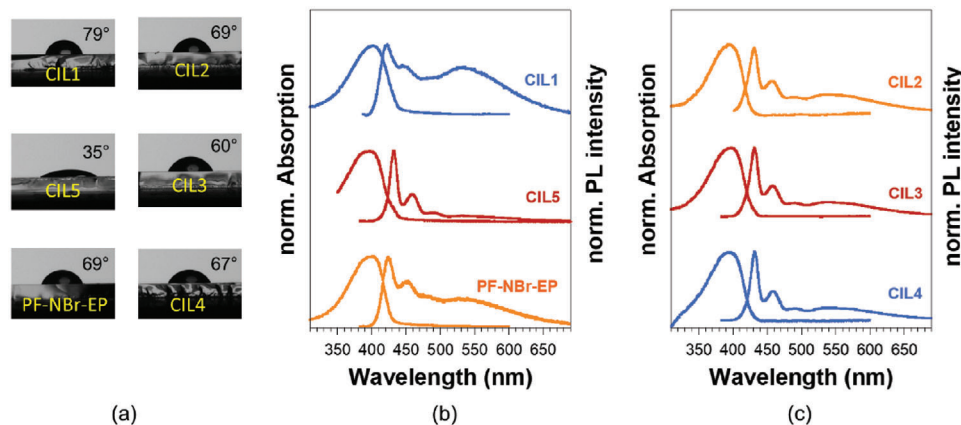 79°
CIL1
69°
CIL2
35°
CIL5
60°
CIL3
69°
PF-NBr-EP
67°
CIL4
(a)
norm. Absorption
CIL1
CIL5
PF-NBr-EP
350 400 450 500 550 600 650
Wavelength (nm)
norm. PL intensity
(b)
norm. Absorption
CIL2
CIL3
CIL4
350 400 450 500 550 600 650
Wavelength (nm)
norm. PL intensity
(c)